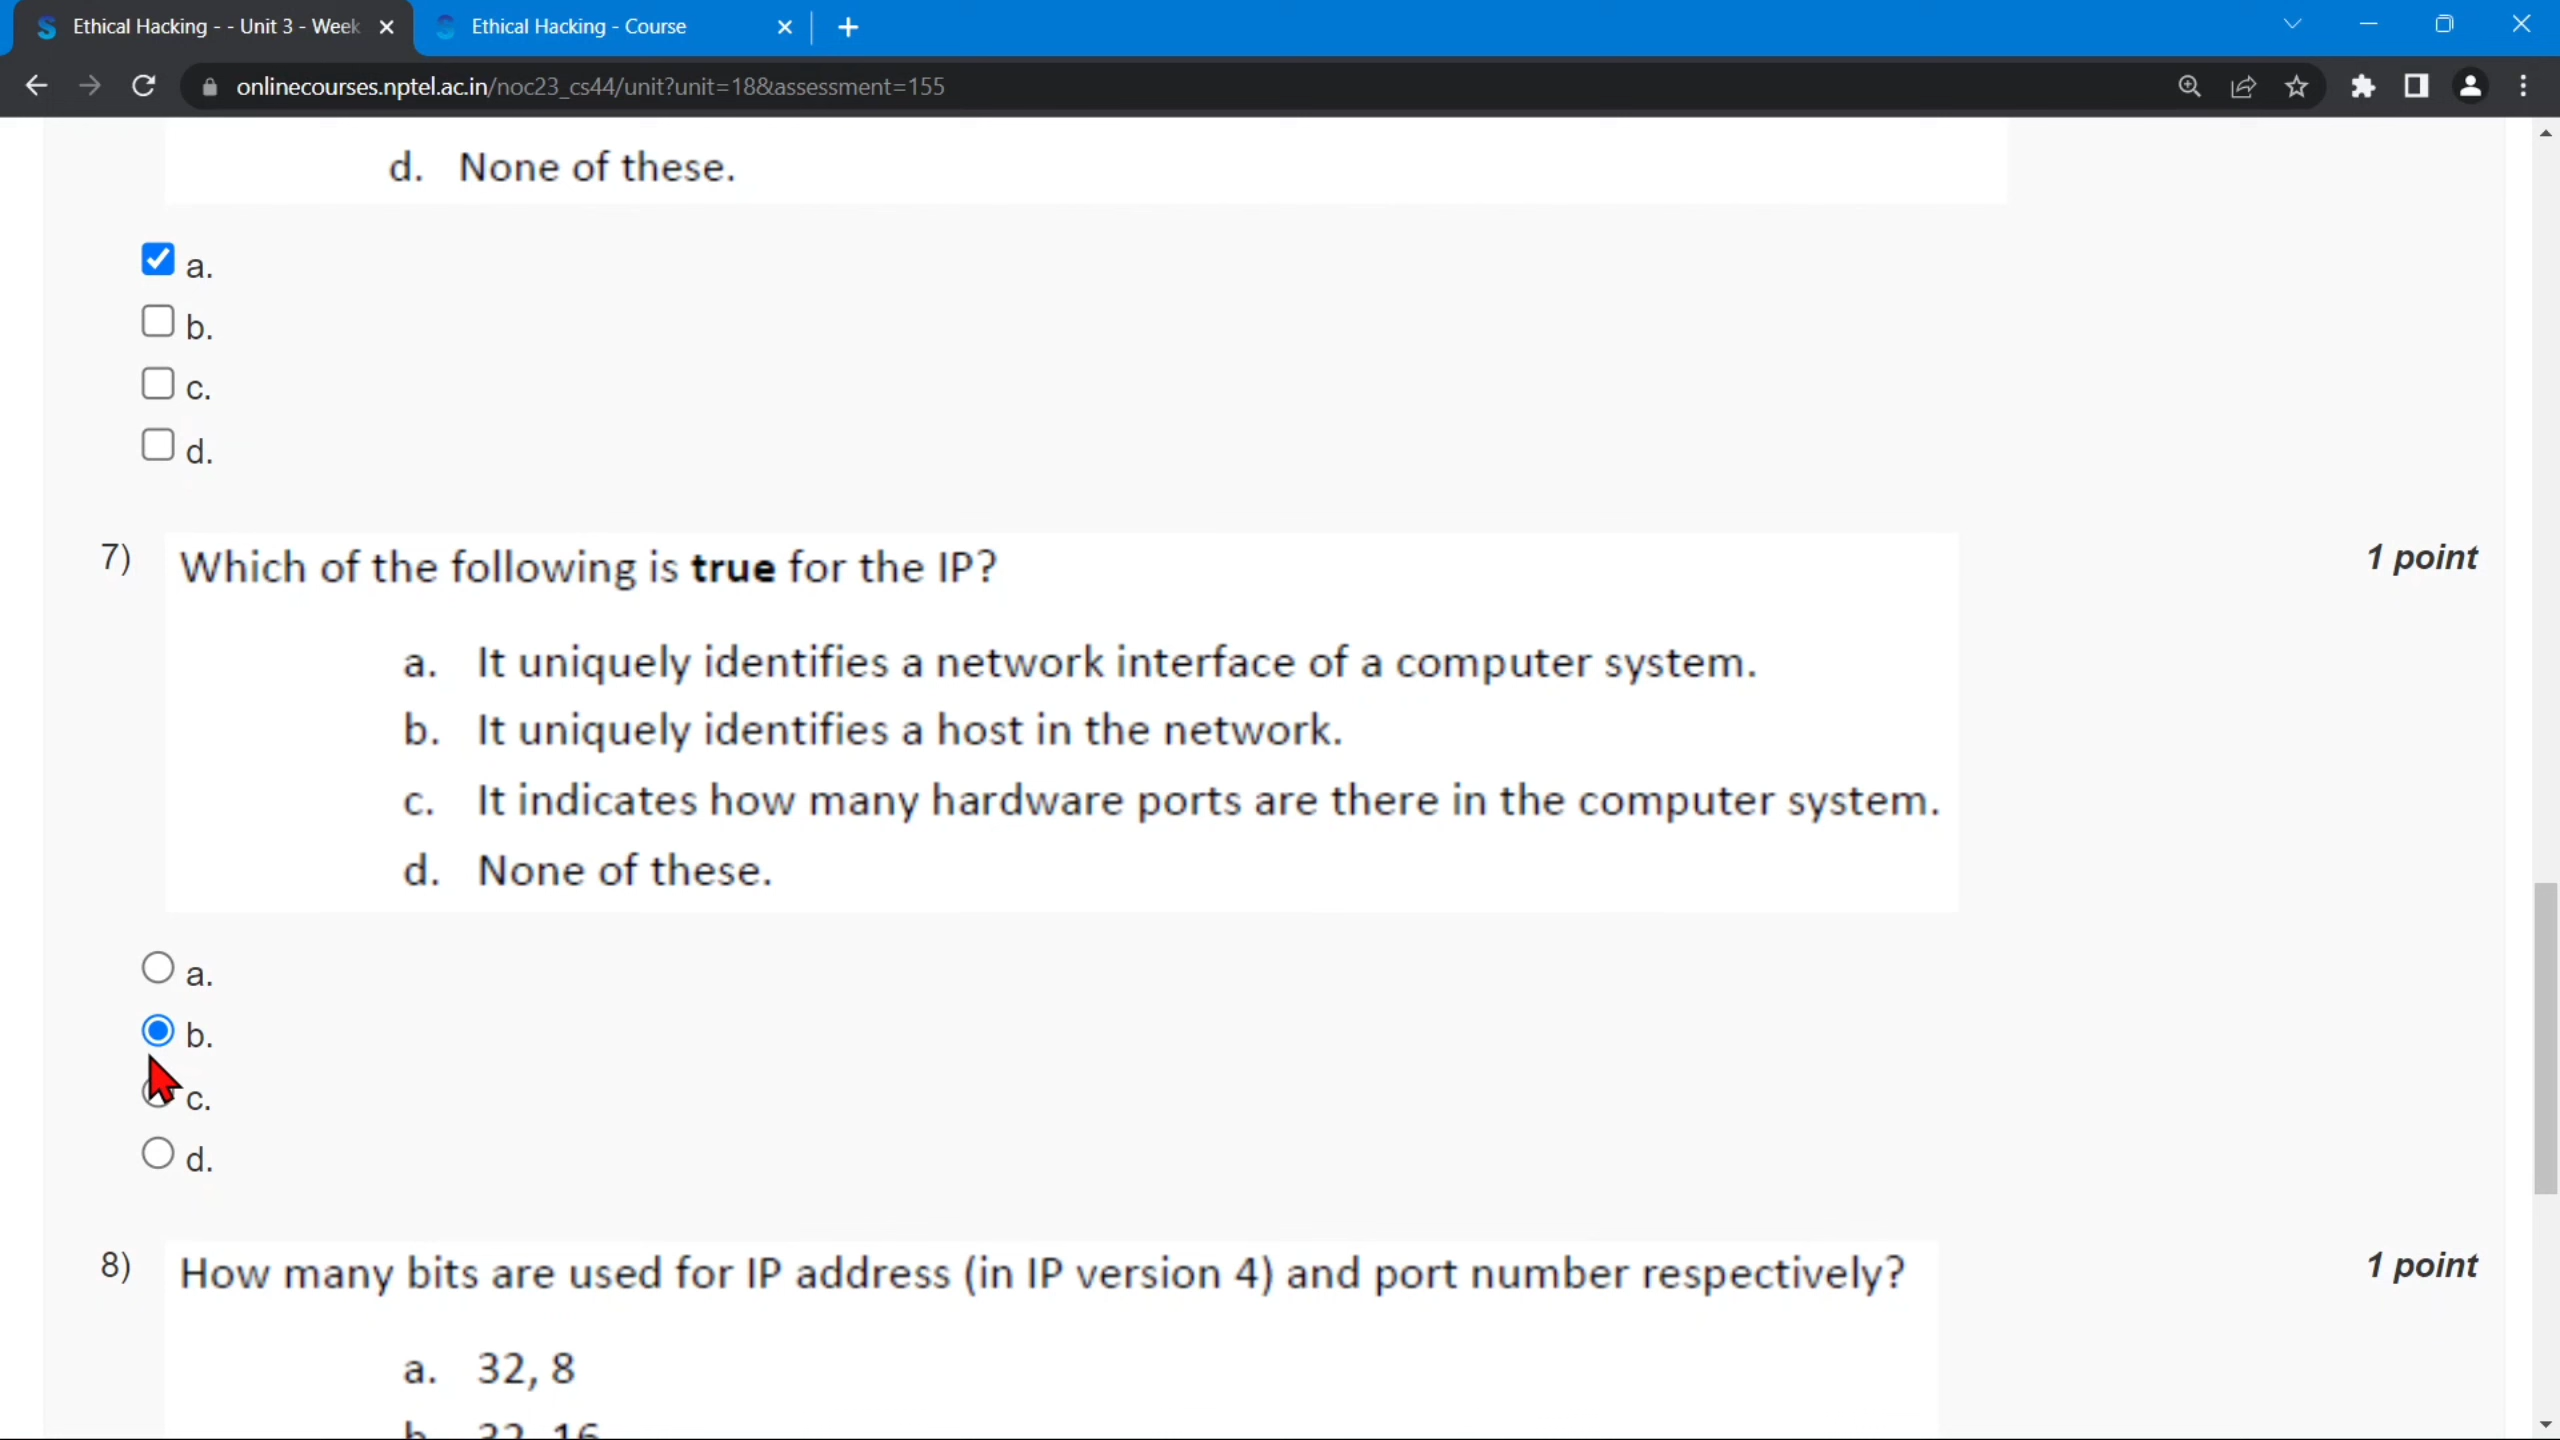 Ethical Hacking - - Unit 3 - Week
Ethical Hacking - Course
onlinecourses.nptel.ac.in/noc23_cs44/unit?unit=18&assessment=155
d. None of these.
a.
b.
c.
d.
7) Which of the following is true for the IP? 1 point
a. It uniquely identifies a network interface of a computer system.
b. It uniquely identifies a host in the network.
c. It indicates how many hardware ports are there in the computer system.
d. None of these.
a.
b.
c.
d.
8) How many bits are used for IP address (in IP version 4) and port number respectively? 1 point
a. 32, 8
b. 32, 16